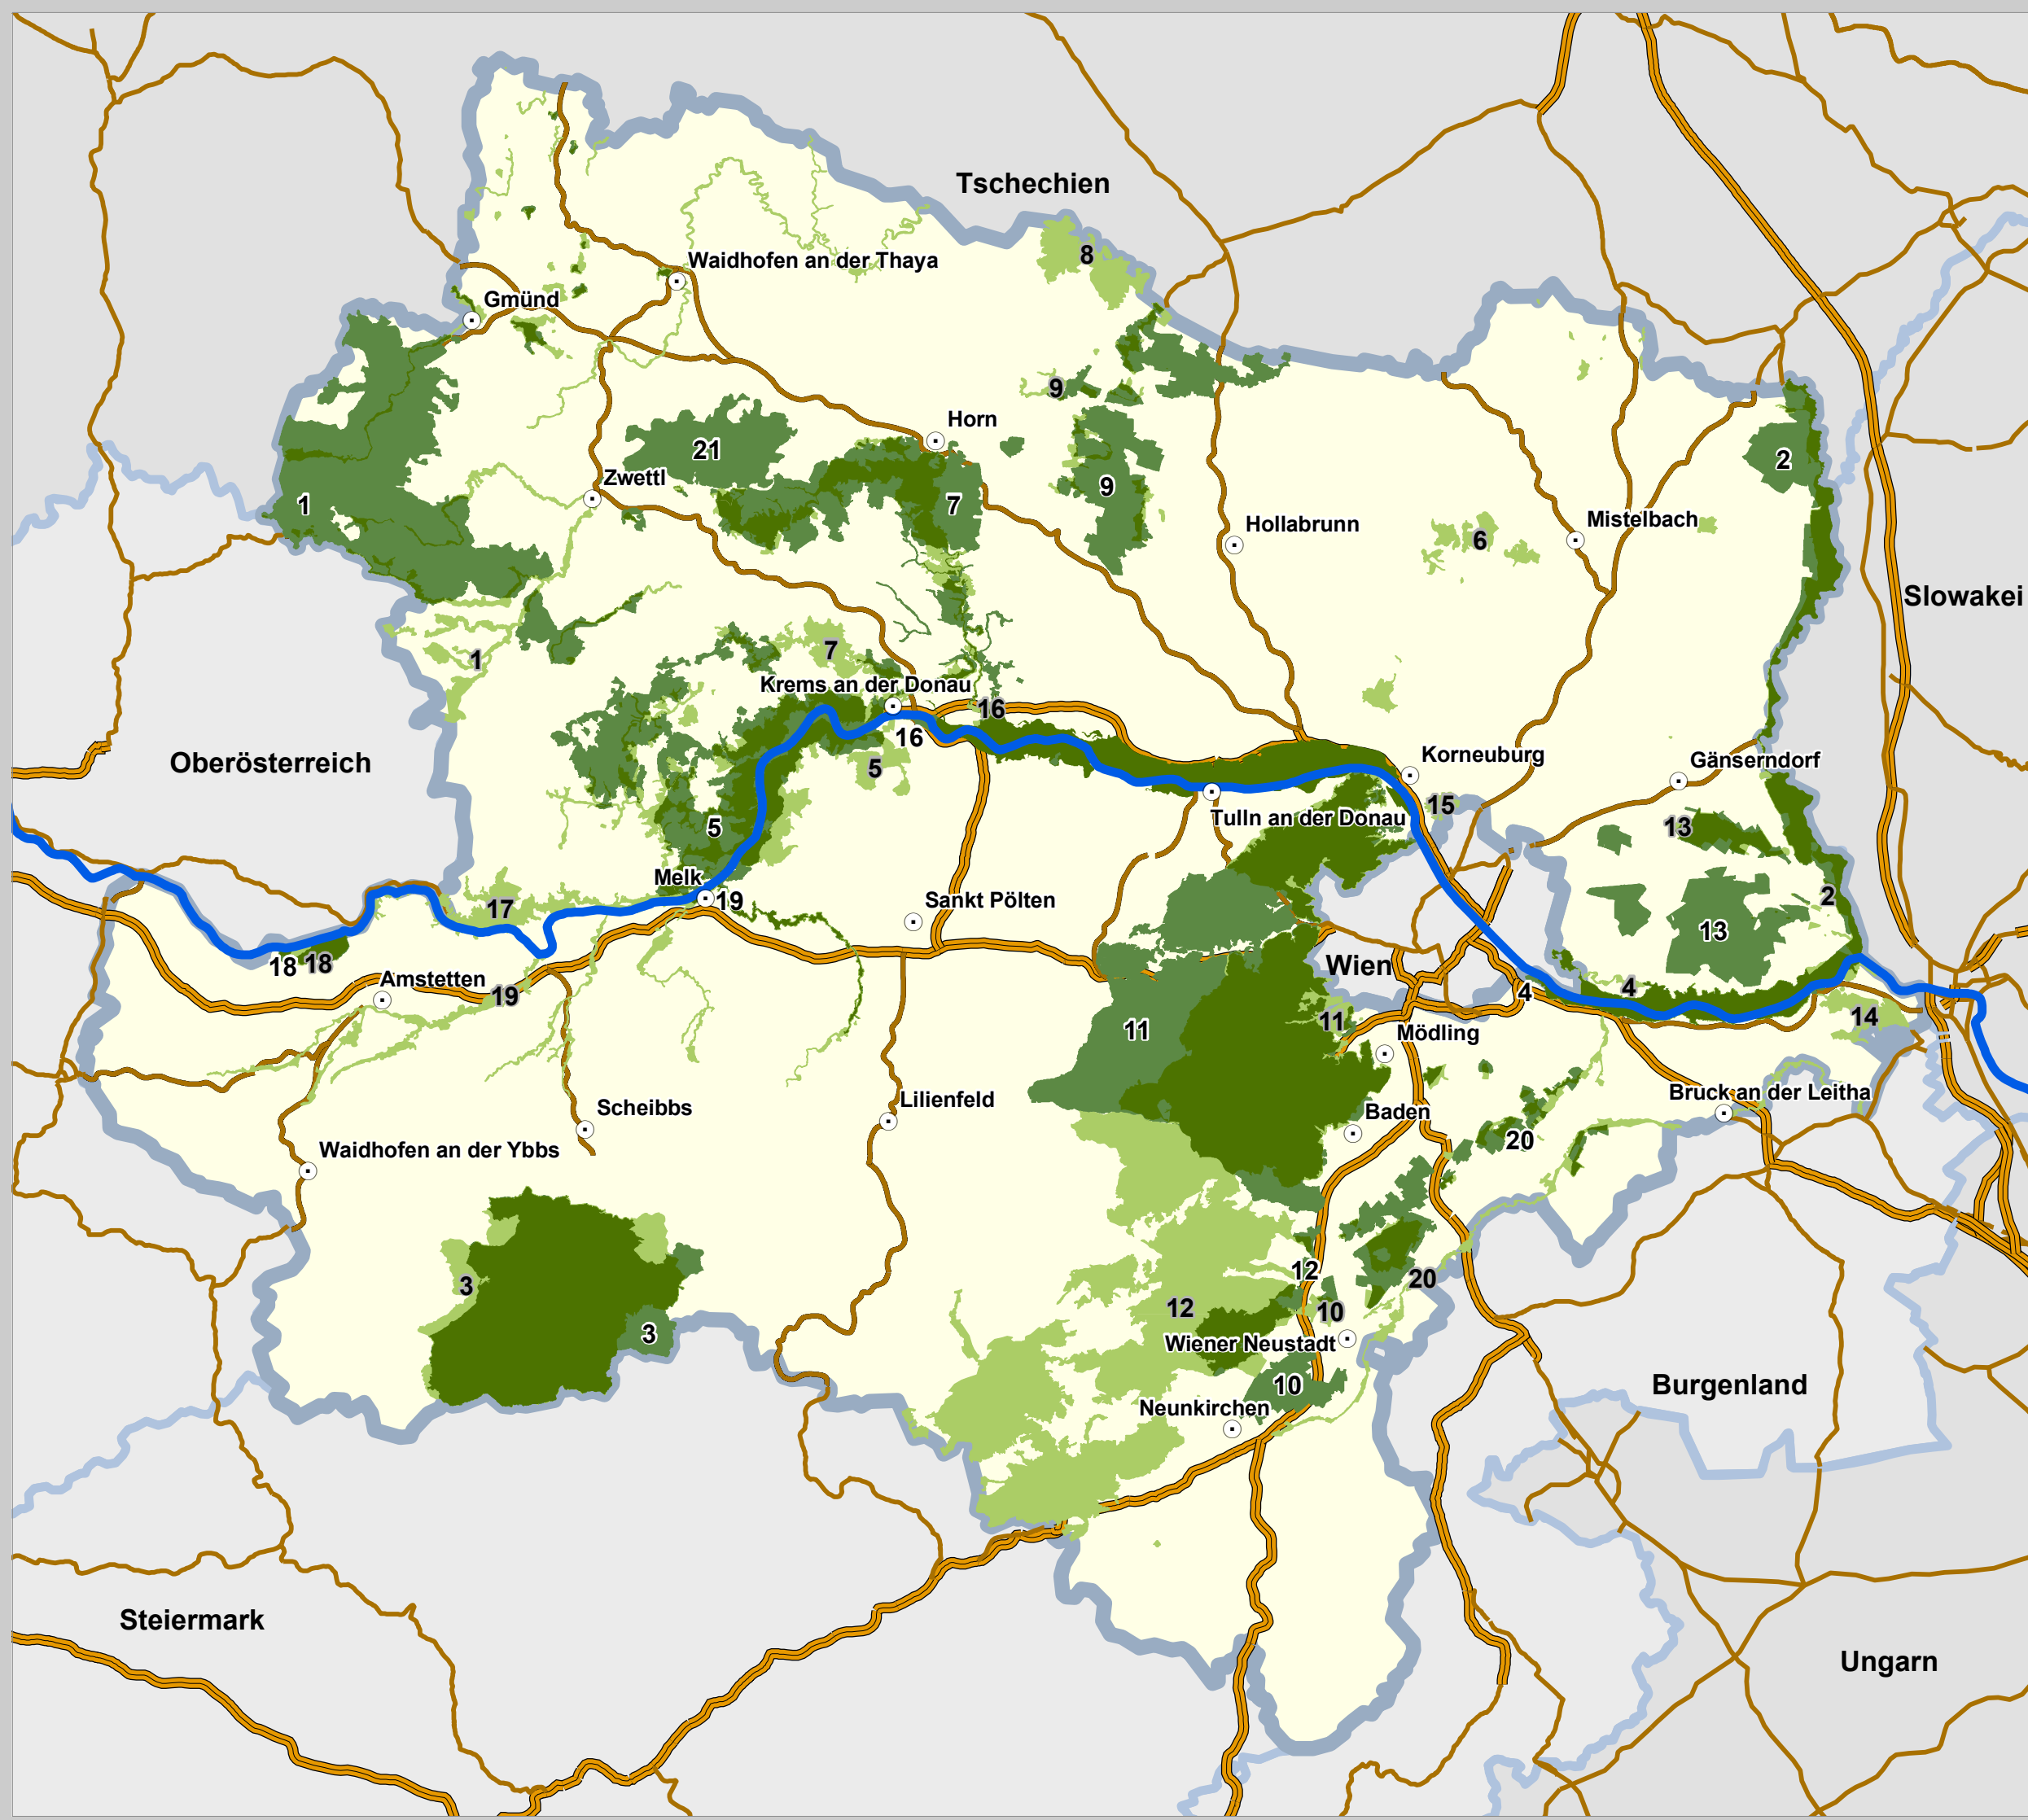 Tschechien
8
Waidhofen an der Thaya
Gmünd
9
Horn
21
2
Zwettl
9
1
7
Mistelbach
Hollabrunn
6
Slowakei
7
1
Krems an der Donau
16
16
Korneuburg
Gänserndorf
Oberösterreich
5
15
Tulln an der Donau
13
5
Melk
19
2
17
Sankt Pölten
13
Wien
18
18
Amstetten
4
4
19
14
11
11
Mödling
Bruck an der Leitha
Lilienfeld
Scheibbs
Baden
20
Waidhofen an der Ybbs
12
20
3
12
10
3
Wiener Neustadt
10
Burgenland
Neunkirchen
Steiermark
Ungarn